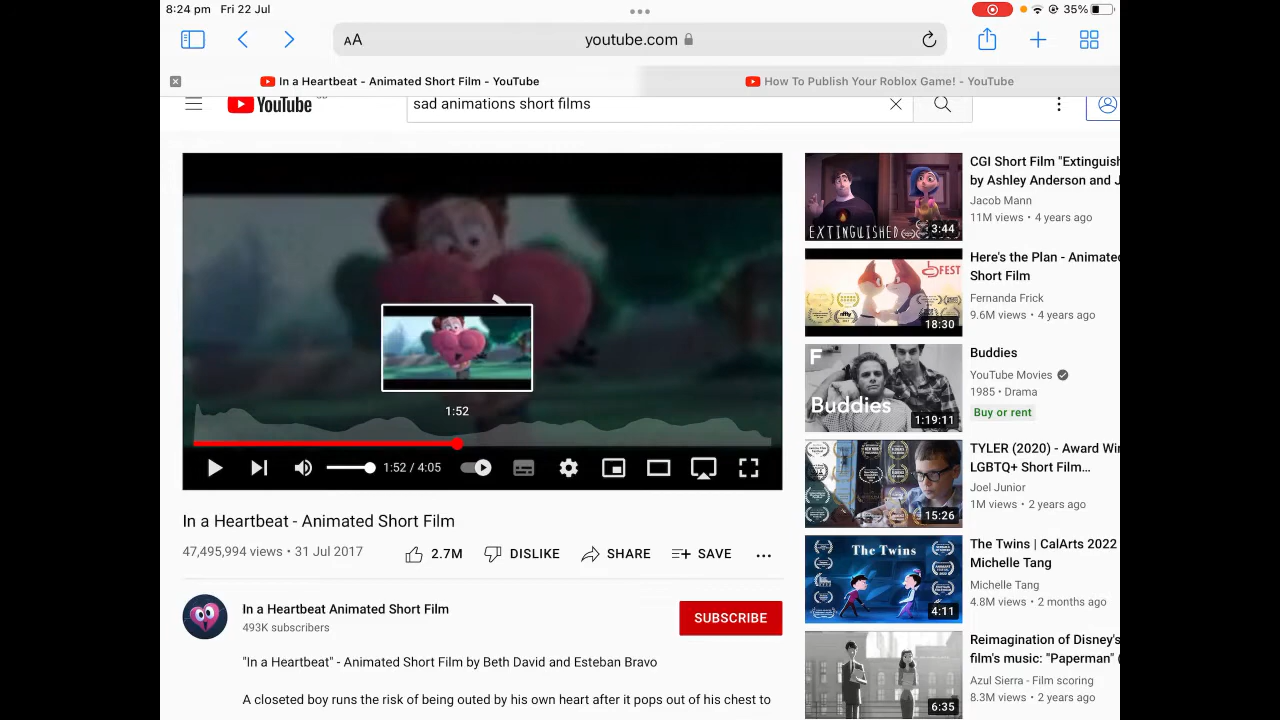 8:24 pm Fri 22 Jul
35%
AA
youtube.com
In a Heartbeat - Animated Short Film - YouTube
How To Publish Your Roblox Game! - YouTube
YouTube
sad animations short films
1:52
1:52 / 4:05
In a Heartbeat - Animated Short Film
47,495,994 views • 31 Jul 2017
2.7M
DISLIKE
SHARE
SAVE
In a Heartbeat Animated Short Film
493K subscribers
SUBSCRIBE
"In a Heartbeat" - Animated Short Film by Beth David and Esteban Bravo
A closeted boy runs the risk of being outed by his own heart after it pops out of his chest to
EXTINGUISHED
3:44
CGI Short Film "Extinguish
by Ashley Anderson and J
Jacob Mann
11M views • 4 years ago
FEST
18:30
Here's the Plan - Animated
Short Film
Fernanda Frick
9.6M views • 4 years ago
F
Buddies
1:19:11
Buddies
YouTube Movies
1985 • Drama
Buy or rent
15:26
TYLER (2020) - Award Win
LGBTQ+ Short Film...
Joel Junior
1M views • 2 years ago
The Twins
4:11
The Twins | CalArts 2022
Michelle Tang
Michelle Tang
4.8M views • 2 months ago
6:35
Reimagination of Disney's
film's music: "Paperman" (
Azul Sierra - Film scoring
8.3M views • 2 years ago